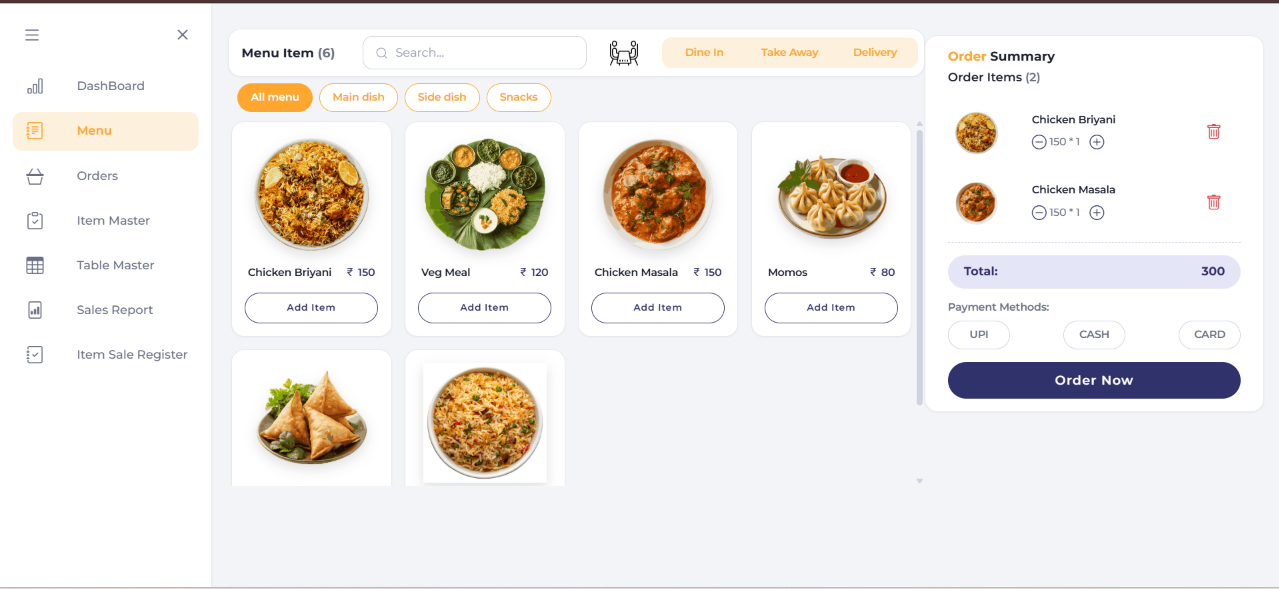 DashBoard
Menu
Orders
Item Master
Table Master
Sales Report
Item Sale Register
Menu Item (6)
Search...
Dine In
Take Away
Delivery
All menu
Main dish
Side dish
Snacks
Chicken Briyani ₹ 150
Add Item
Veg Meal ₹ 120
Add Item
Chicken Masala ₹ 150
Add Item
Momos ₹ 80
Add Item
Order Summary
Order Items (2)
Chicken Briyani
150 * 1
Chicken Masala
150 * 1
Total: 300
Payment Methods:
UPI
CASH
CARD
Order Now